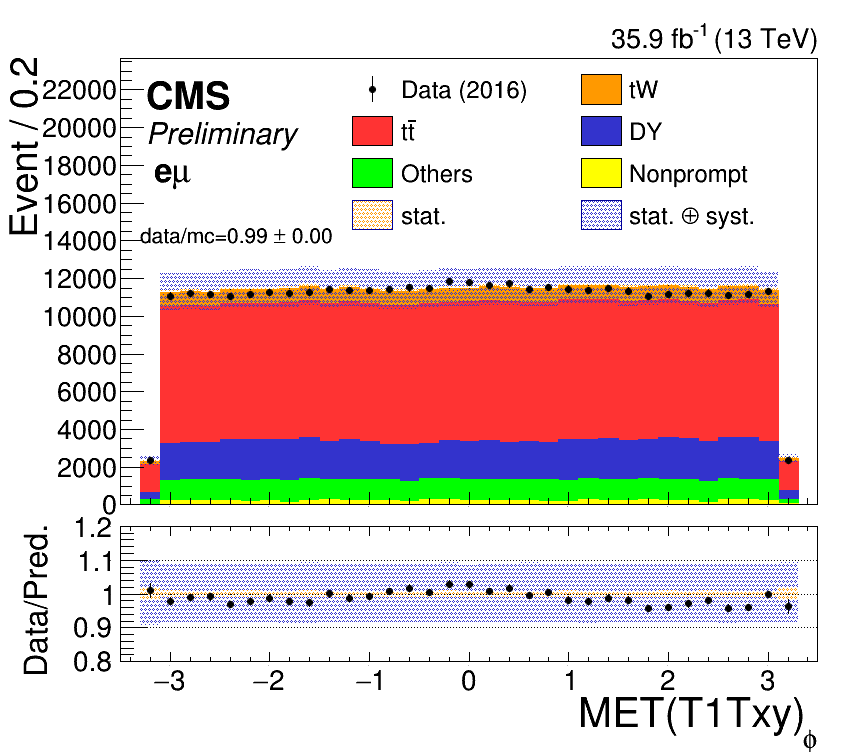 35.9 fb-1 (13 TeV)
Event / 0.2
22000
20000
18000
16000
14000
12000
10000
8000
6000
4000
2000
0
CMS
Preliminary
eμ
data/mc=0.99 ± 0.00
Data (2016)
tW
tt̄
DY
Others
Nonprompt
stat.
stat. ⊕ syst.
Data/Pred.
1.2
1.1
1
0.9
0.8
−3 −2 −1 0 1 2 3
MET(T1Txy)ϕ